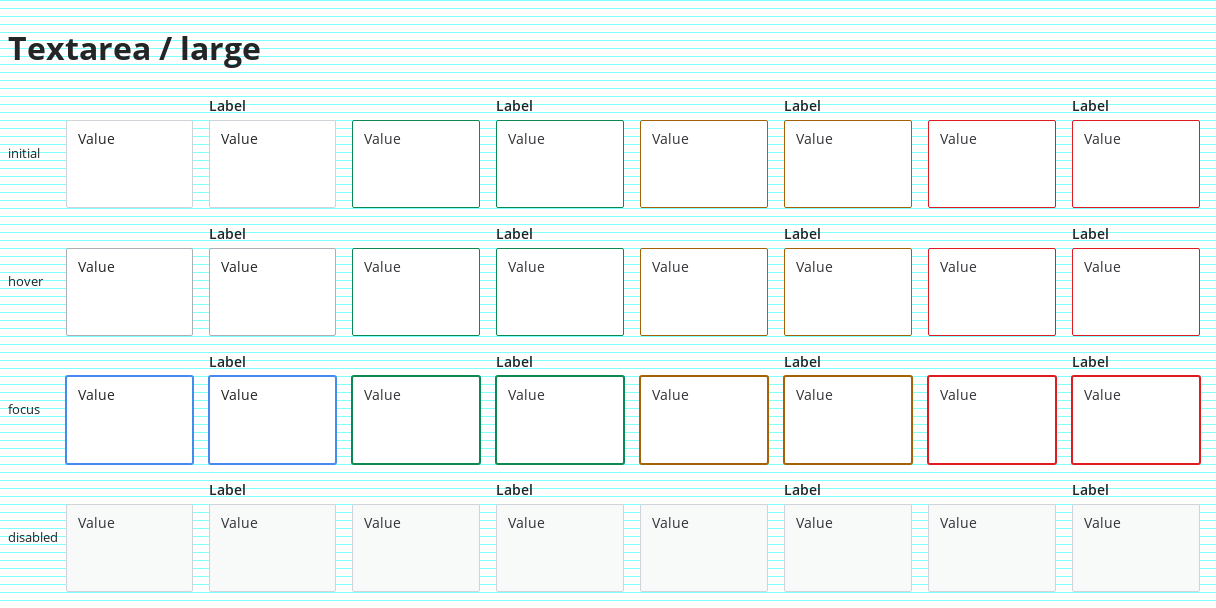 Textarea / large
Label Label Label Label
initial Value Value Value Value Value Value Value Value
Label Label Label Label
hover Value Value Value Value Value Value Value Value
Label Label Label Label
focus Value Value Value Value Value Value Value Value
Label Label Label Label
disabled Value Value Value Value Value Value Value Value